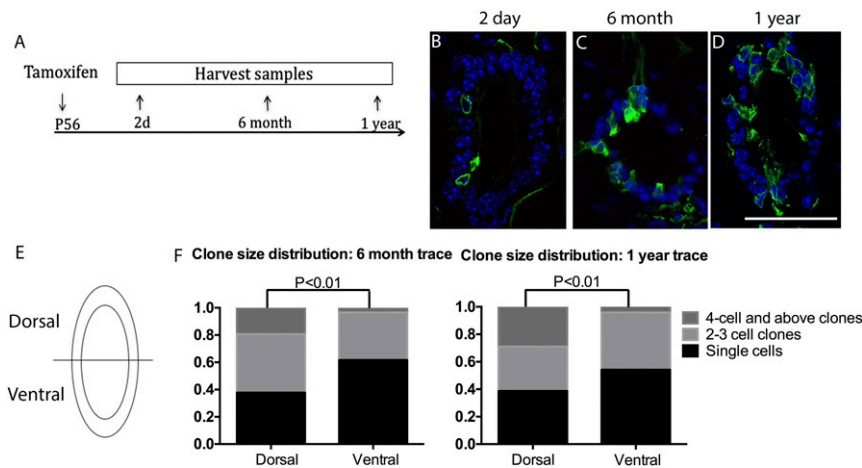 A
Tamoxifen
Harvest samples
P56
2d
6 month
1 year
2 day
6 month
1 year
B
C
D
E
Dorsal
Ventral
F
Clone size distribution: 6 month trace
Clone size distribution: 1 year trace
P<0.01
1.0
0.8
0.6
0.4
0.2
0.0
Dorsal
Ventral
P<0.01
1.0
0.8
0.6
0.4
0.2
0.0
Dorsal
Ventral
4-cell and above clones
2-3 cell clones
Single cells